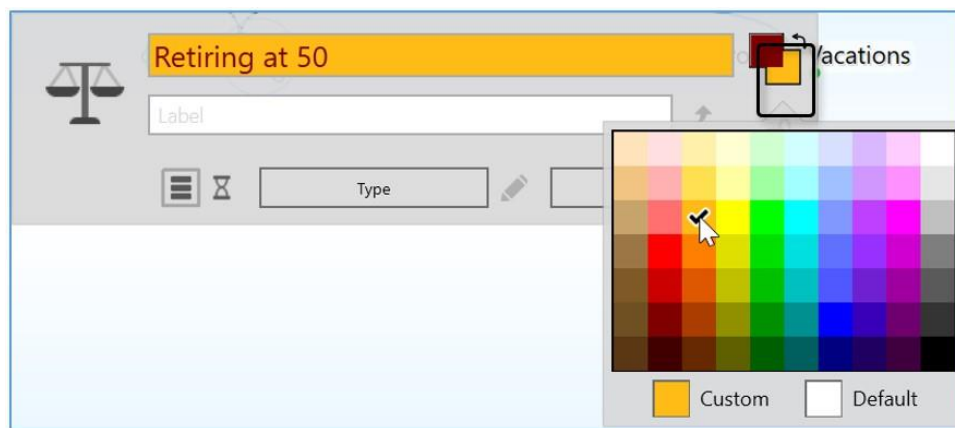 Retiring at 50
Vacations
Label
Type
Custom
Default